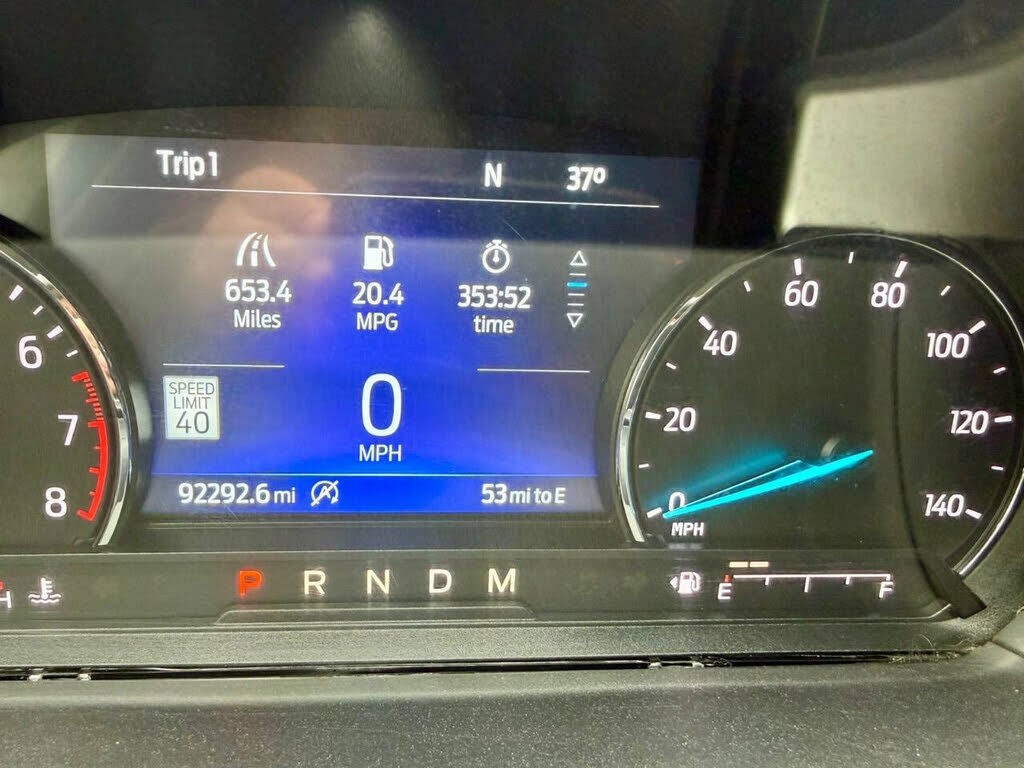 Trip 1 N 37°
653.4 20.4 353:52
Miles MPG time
SPEED
LIMIT
40
0
MPH
92292.6 mi A 53 mi to E
6
7
8
0 20 40 60 80 100 120 140
MPH
H P R N D M E F